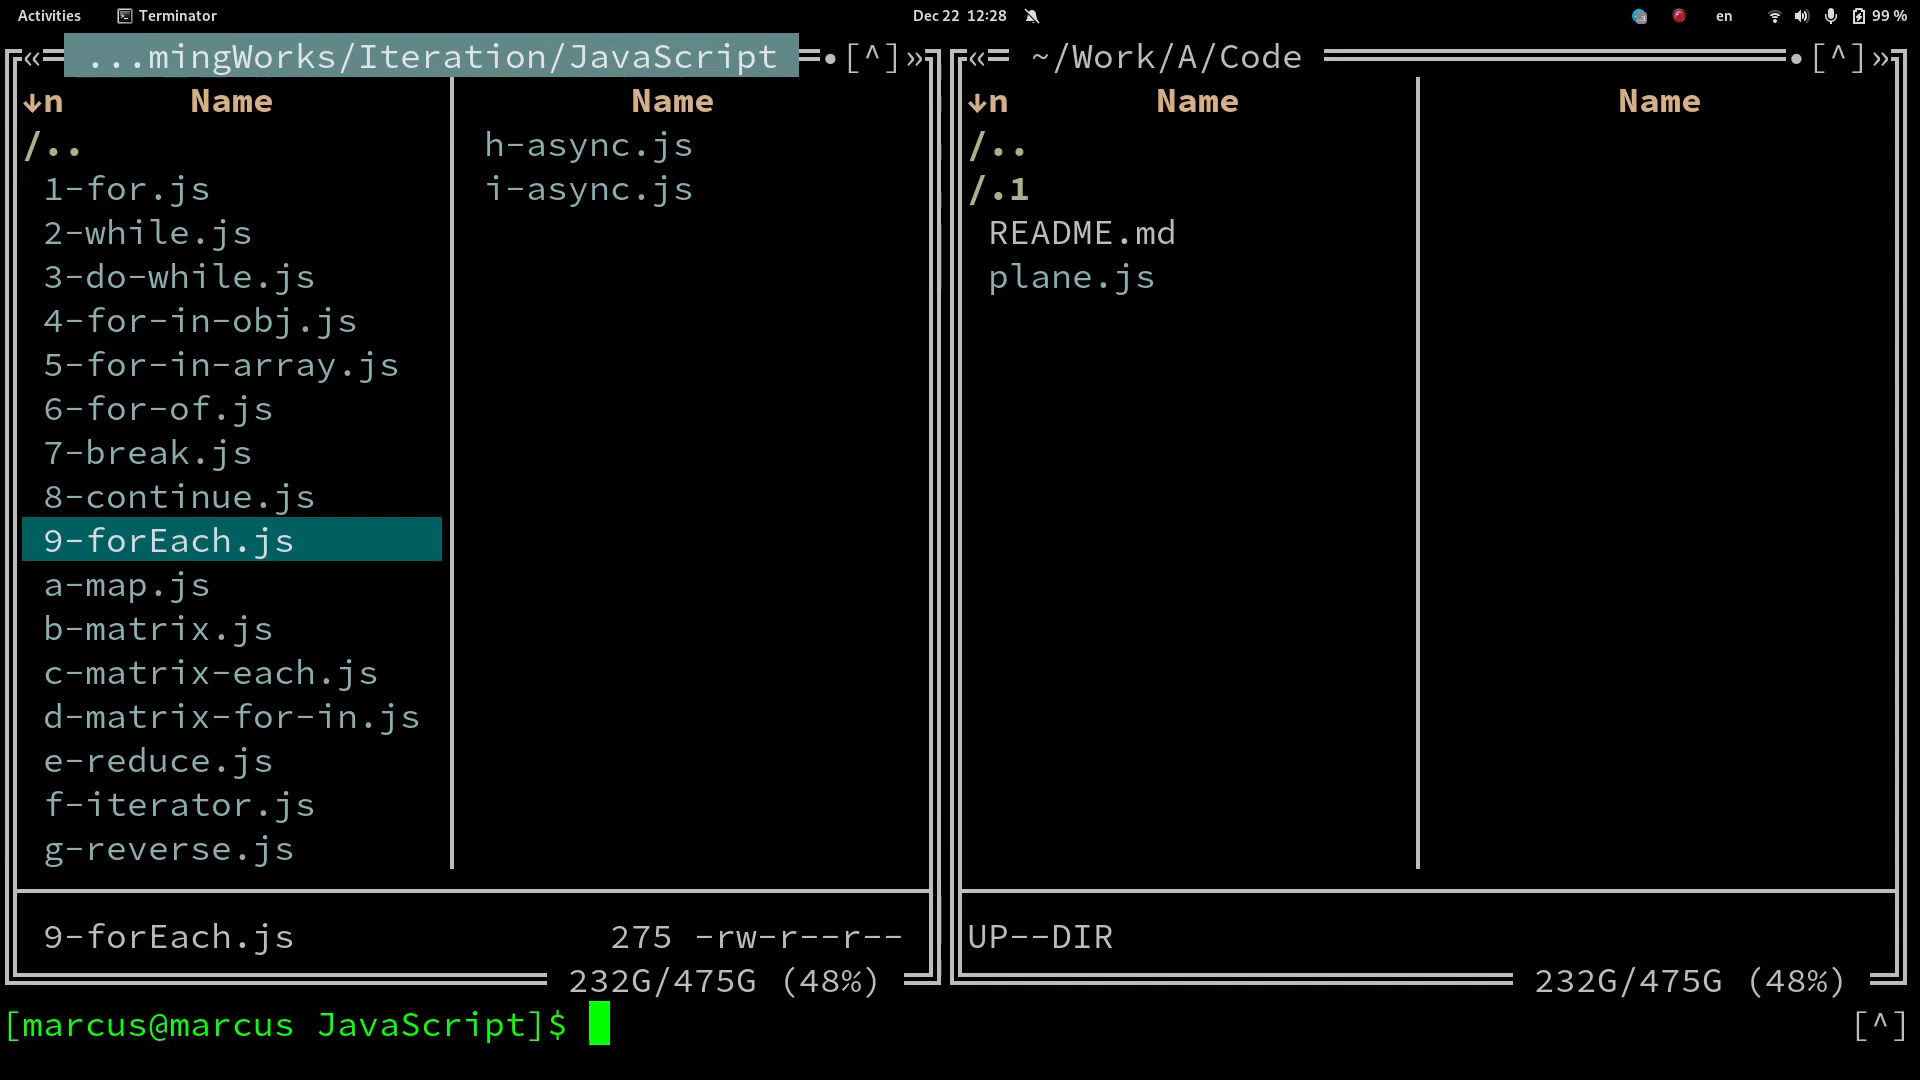 Activities Terminator Dec 22 12:28 en 99 %
« ...mingWorks/Iteration/JavaScript •[^]»
↓n Name Name
/..
1-for.js
2-while.js
3-do-while.js
4-for-in-obj.js
5-for-in-array.js
6-for-of.js
7-break.js
8-continue.js
9-forEach.js
a-map.js
b-matrix.js
c-matrix-each.js
d-matrix-for-in.js
e-reduce.js
f-iterator.js
g-reverse.js
h-async.js
i-async.js
9-forEach.js 275 -rw-r--r--
232G/475G (48%)
« ~/Work/A/Code •[^]»
↓n Name Name
/..
/.1
README.md
plane.js
UP--DIR
232G/475G (48%)
[marcus@marcus JavaScript]$ [^]